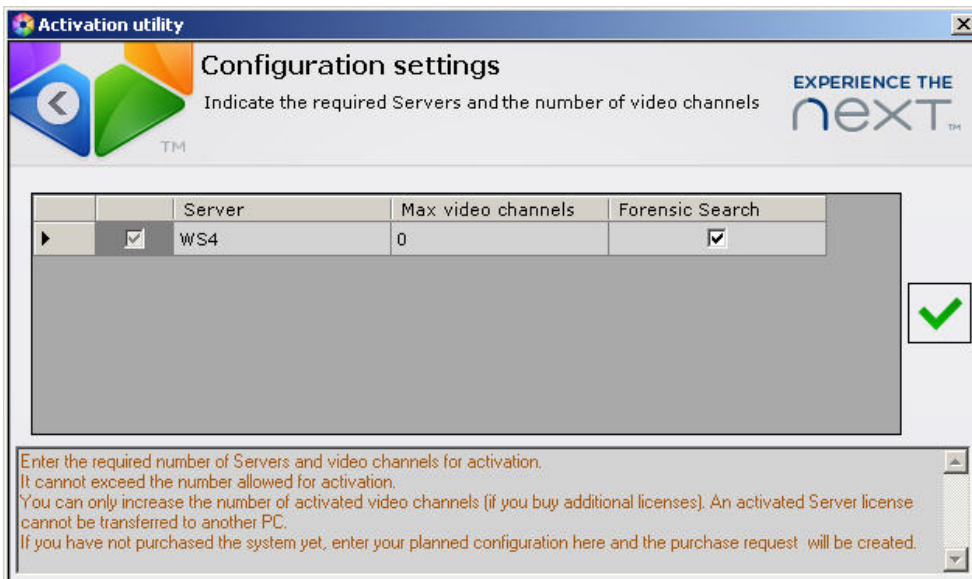 Activation utility
Configuration settings
Indicate the required Servers and the number of video channels
EXPERIENCE THE
next™
TM
Server Max video channels Forensic Search
WS4 0
Enter the required number of Servers and video channels for activation.
It cannot exceed the number allowed for activation.
You can only increase the number of activated video channels (if you buy additional licenses). An activated Server license
cannot be transferred to another PC.
If you have not purchased the system yet, enter your planned configuration here and the purchase request will be created.